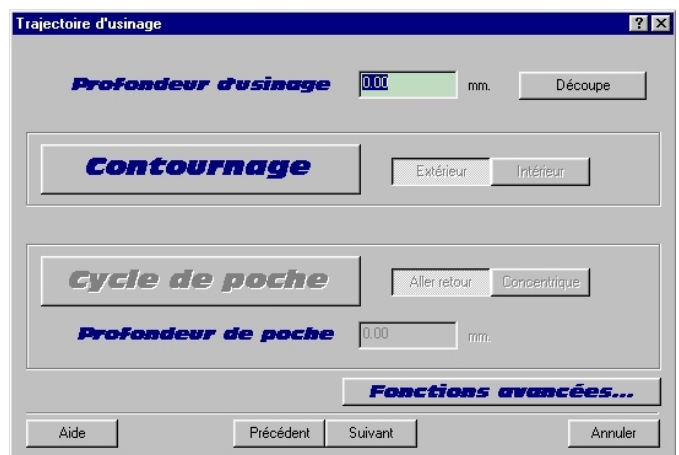 Trajectoire d'usinage
Profondeur d'usinage 0.00 mm. Découpe
Contournage Extérieur Intérieur
Cycle de poche Aller retour Concentrique
Profondeur de poche 0.00 mm.
Fonctions avancées...
Aide Précédent Suivant Annuler